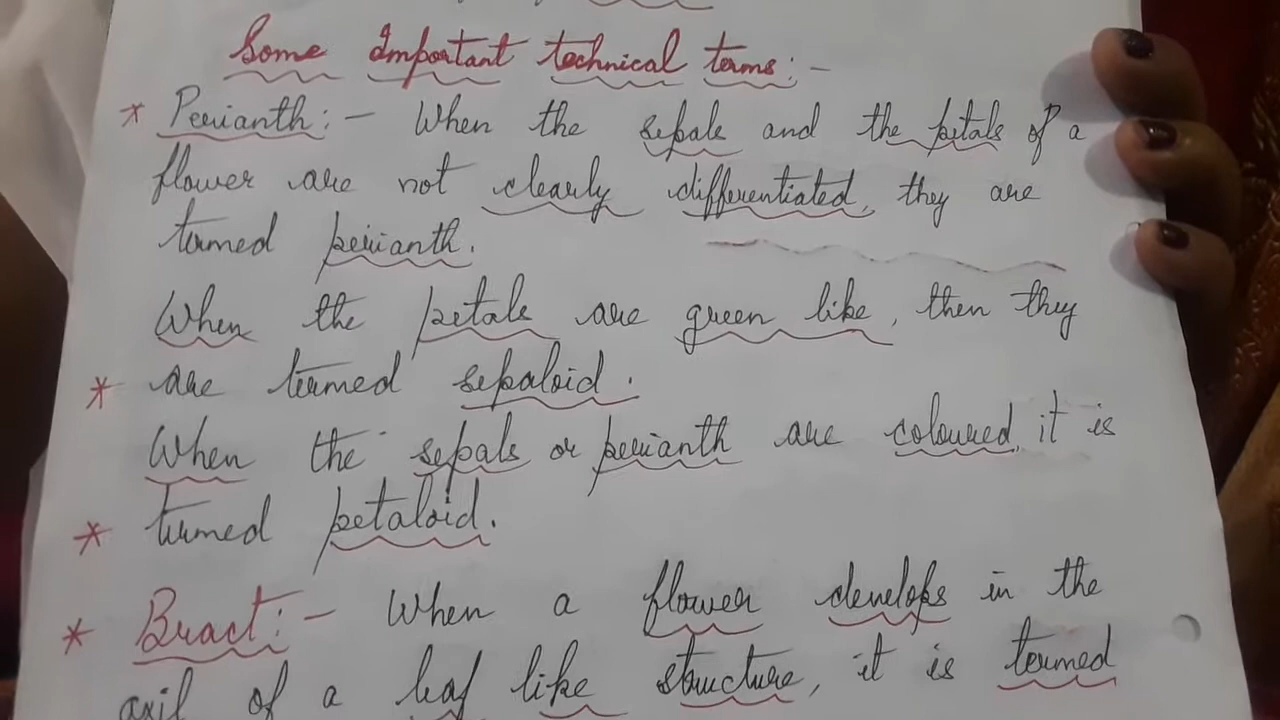 Some Important technical terms:-
* Perianth:- When the sepals and the petals of a
flower are not clearly differentiated, they are
termed perianth.
When the petals are green like, then they
* are termed sepaloid.
When the sepals or perianth are coloured, it is
* termed petaloid.
* Bract:- When a flower develops in the
axil of a leaf like structure, it is termed